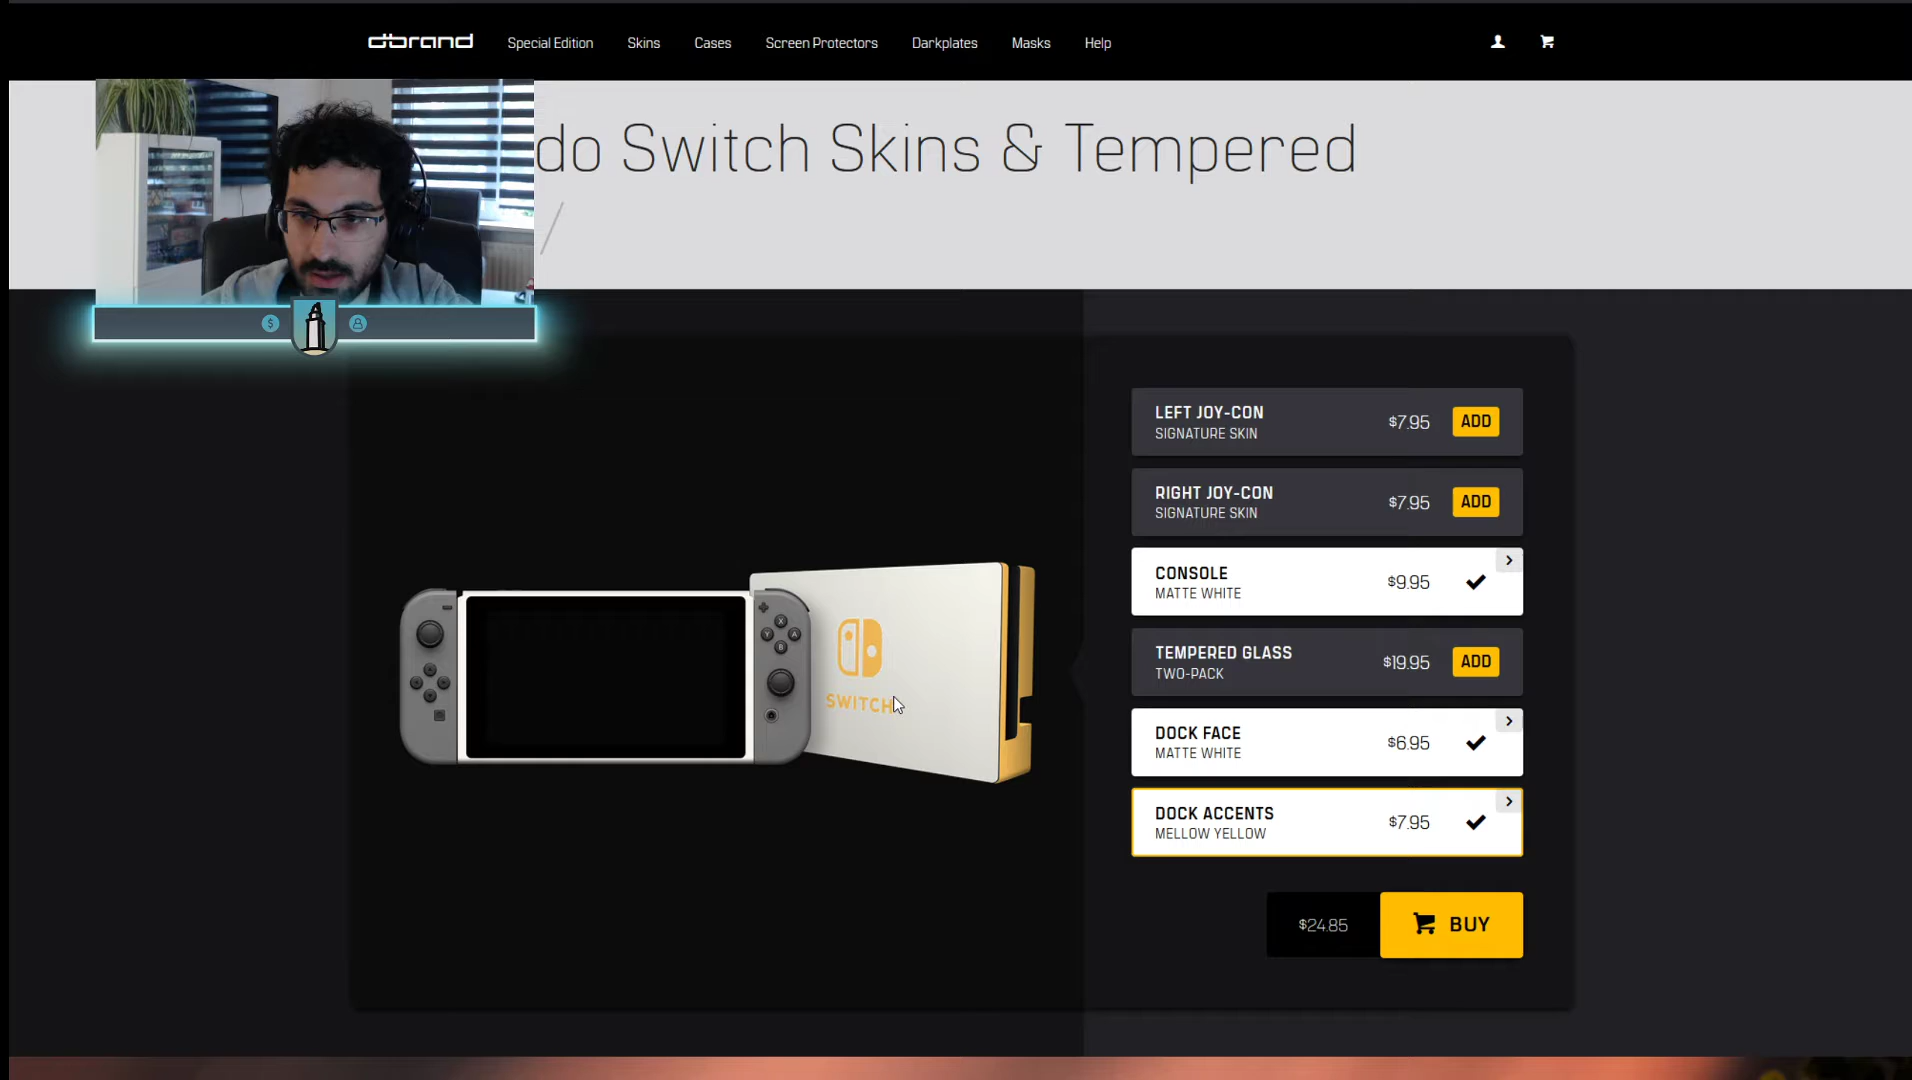 dbrand
Special Edition
Skins
Cases
Screen Protectors
Darkplates
Masks
Help
do Switch Skins & Tempered
LEFT JOY-CON
SIGNATURE SKIN
$7.95
ADD
RIGHT JOY-CON
SIGNATURE SKIN
$7.95
ADD
CONSOLE
MATTE WHITE
$9.95
TEMPERED GLASS
TWO-PACK
$19.95
ADD
DOCK FACE
MATTE WHITE
$6.95
DOCK ACCENTS
MELLOW YELLOW
$7.95
$24.85
BUY
X
Y
A
B
SWITCH
$